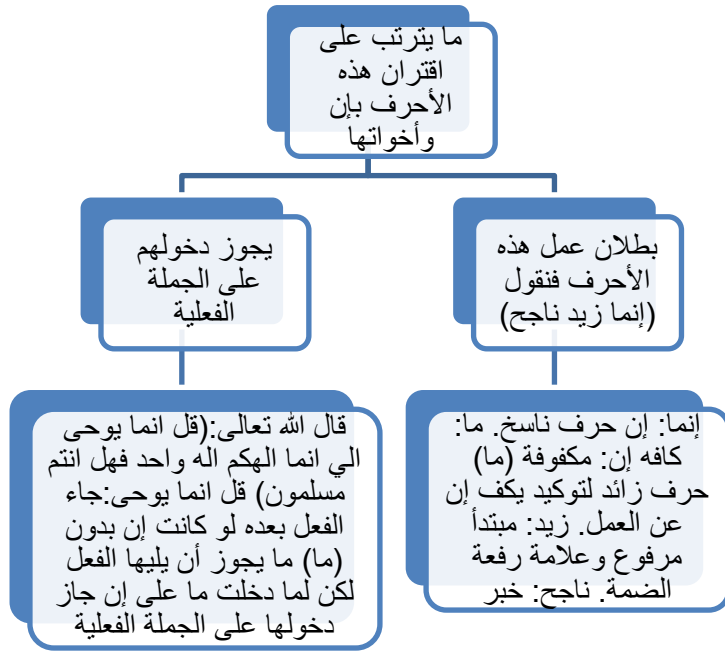 ما يترتب على
اقتران هذه
الأحرف بإن
وأخواتها
بطلان عمل هذه
الأحرف فنقول
(إنما زيد ناجح)
يجوز دخولهم
على الجملة
الفعلية
إنما: إن حرف ناسخ. ما:
كافه إن: مكفوفة (ما)
حرف زائد لتوكيد يكف إن
عن العمل. زيد: مبتدأ
مرفوع وعلامة رفعة
الضمة. ناجح: خبر
قال الله تعالى:(قل انما يوحى
الي انما الهكم اله واحد فهل انتم
مسلمون) قل انما يوحى:جاء
الفعل بعده لو كانت إن بدون
(ما) ما يجوز أن يليها الفعل
لكن لما دخلت ما على إن جاز
دخولها على الجملة الفعلية